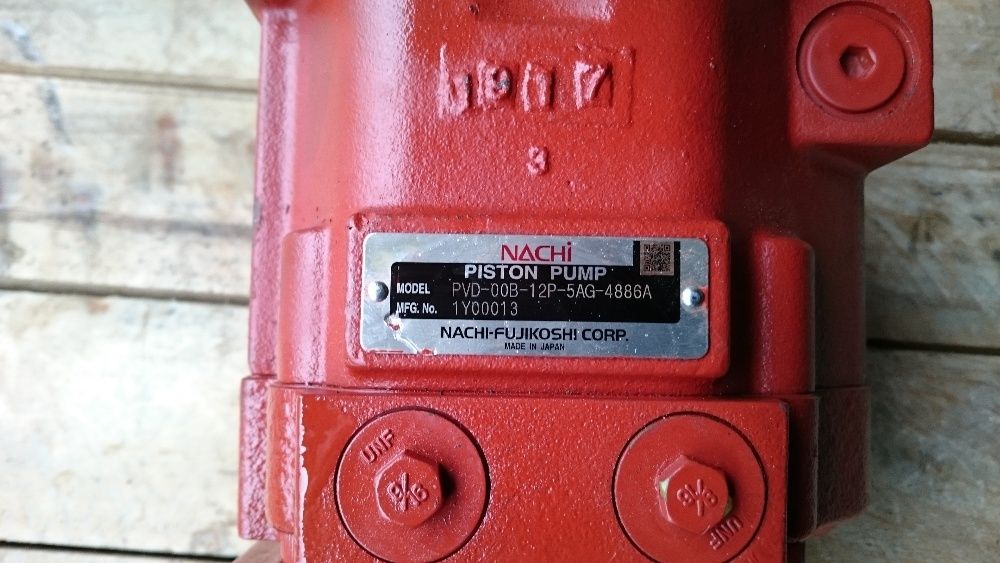 3
NACHi
PISTON PUMP
MODEL PVD-00B-12P-5AG-4886A
MFG. No. 1Y00013
NACHI-FUJIKOSHI CORP.
MADE IN JAPAN
UNF
9/16
9/16
UNF